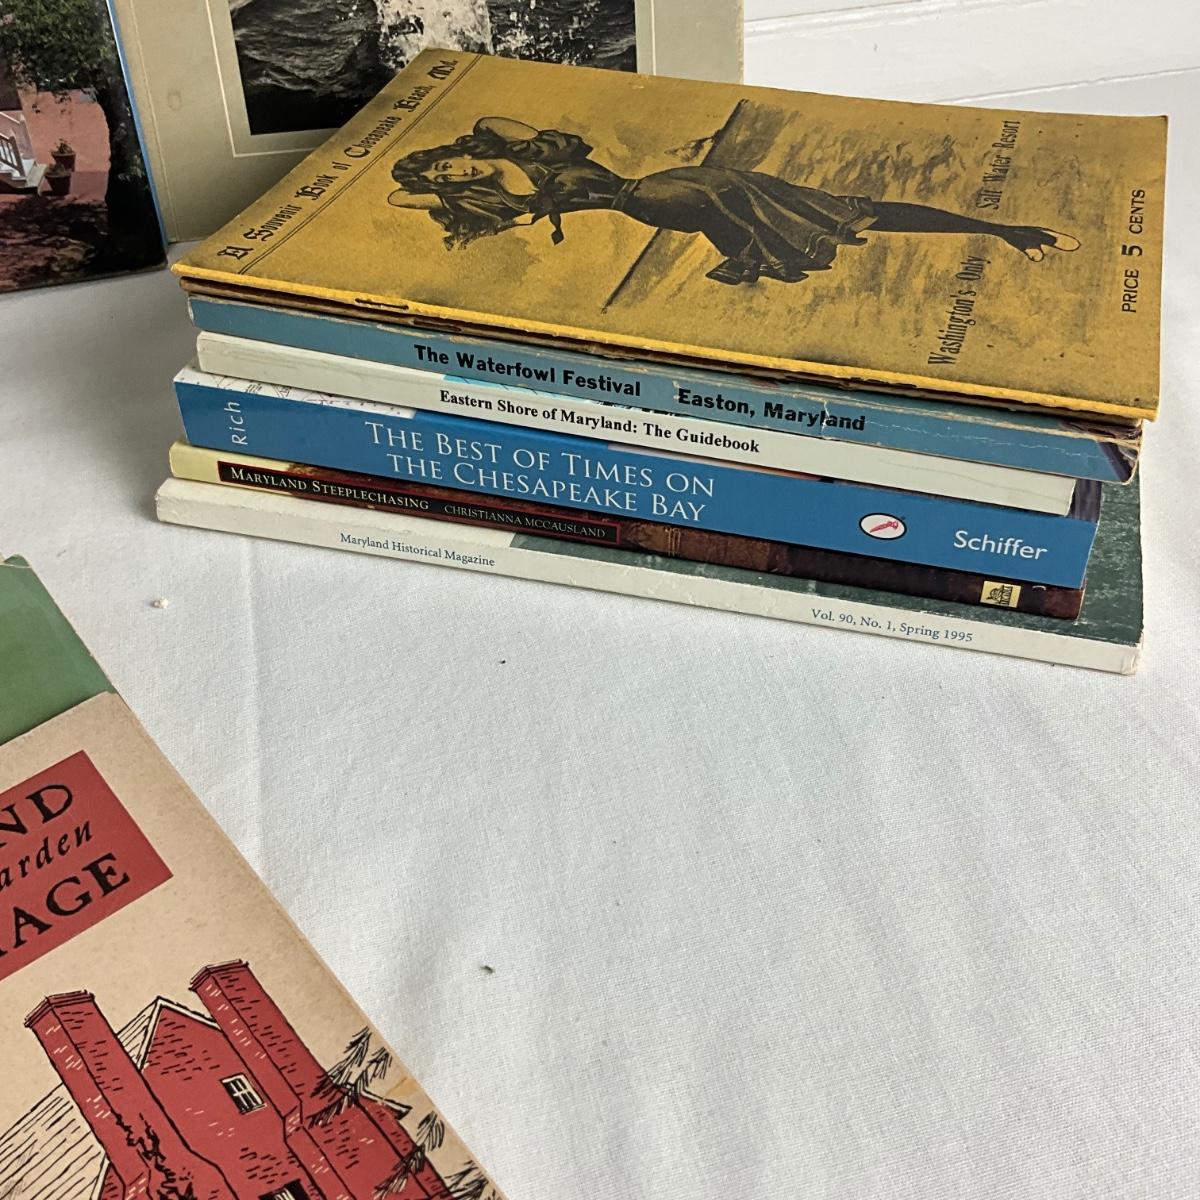 A Souvenir Book of Chesapeake Beach, Md.
Washington's Only
Salt Water Resort
PRICE 5 CENTS
The Waterfowl Festival Easton, Maryland
Eastern Shore of Maryland: The Guidebook
Rich
THE BEST OF TIMES ON
THE CHESAPEAKE BAY
Schiffer
MARYLAND STEEPLECHASING CHRISTIANNA MCCAUSLAND
Maryland Historical Magazine
Vol. 90, No. 1, Spring 1995
ND
arden
AGE